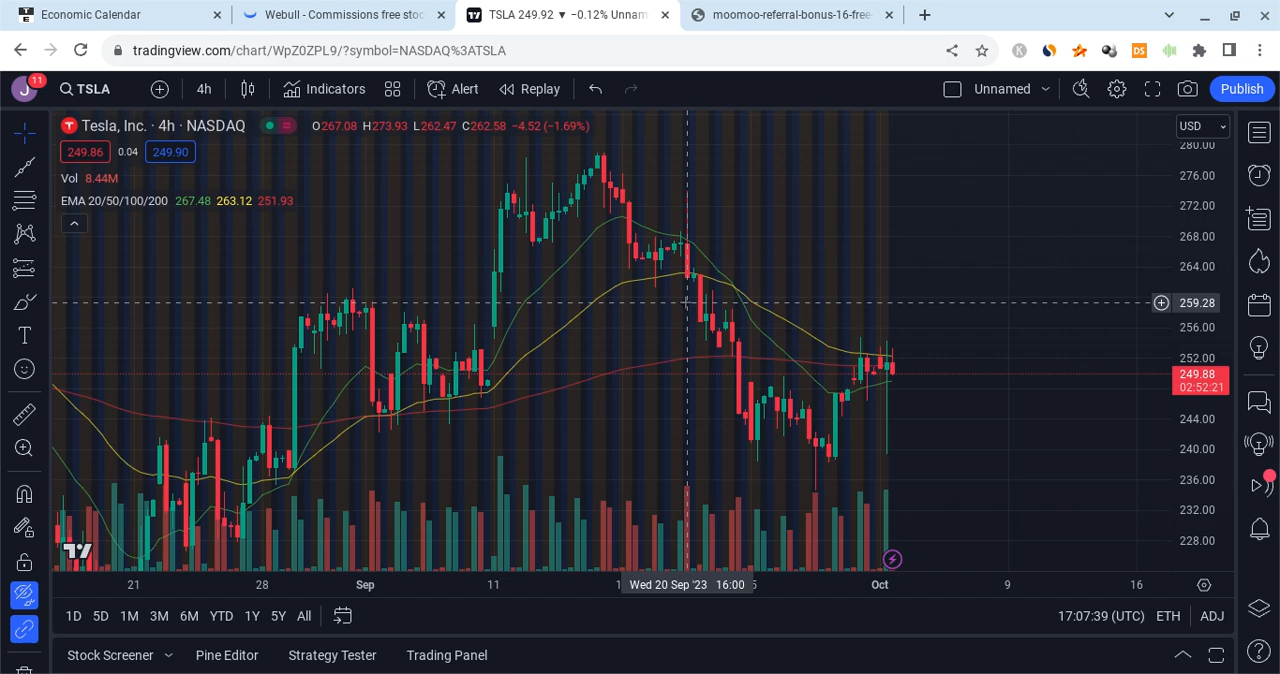 Economic Calendar
Webull - Commissions free stoc
TSLA 249.92 ▼ −0.12% Unnam
moomoo-referral-bonus-16-free-
tradingview.com/chart/WpZ0ZPL9/?symbol=NASDAQ%3ATSLA
J 11 TSLA 4h Indicators Alert Replay Unnamed Publish
Tesla, Inc. · 4h · NASDAQ O267.08 H273.93 L262.47 C262.58 −4.52 (−1.69%) USD
249.86 0.04 249.90
Vol 8.44M
EMA 20/50/100/200 267.48 263.12 251.93
280.00
276.00
272.00
268.00
264.00
259.28
256.00
252.00
249.88
02:52:21
244.00
240.00
236.00
232.00
228.00
21 28 Sep 11 Wed 20 Sep '23 16:00 Oct 9 16
1D 5D 1M 3M 6M YTD 1Y 5Y All 17:07:39 (UTC) ETH ADJ
Stock Screener Pine Editor Strategy Tester Trading Panel